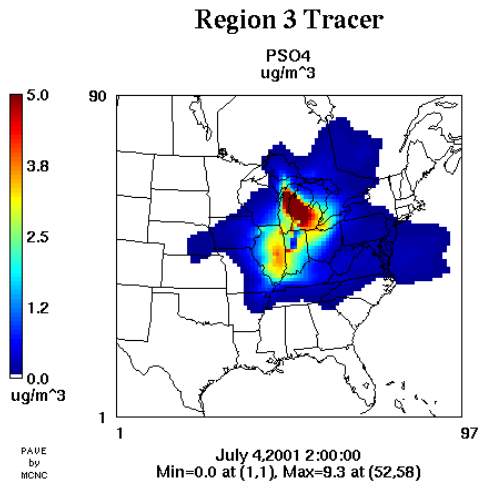 Region 3 Tracer
PSO4
ug/m^3
90
5.0
3.8
2.5
1.2
0.0
ug/m^3
1
1
97
PAVE
by
MCNC
July 4,2001 2:00:00
Min=0.0 at (1,1), Max=9.3 at (52,58)